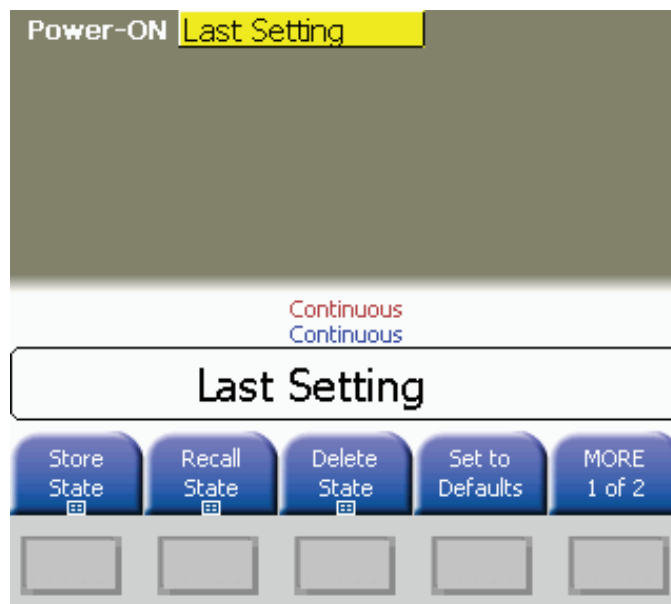 Power-ON Last Setting
Continuous
Continuous
Last Setting
Store State
Recall State
Delete State
Set to Defaults
MORE 1 of 2